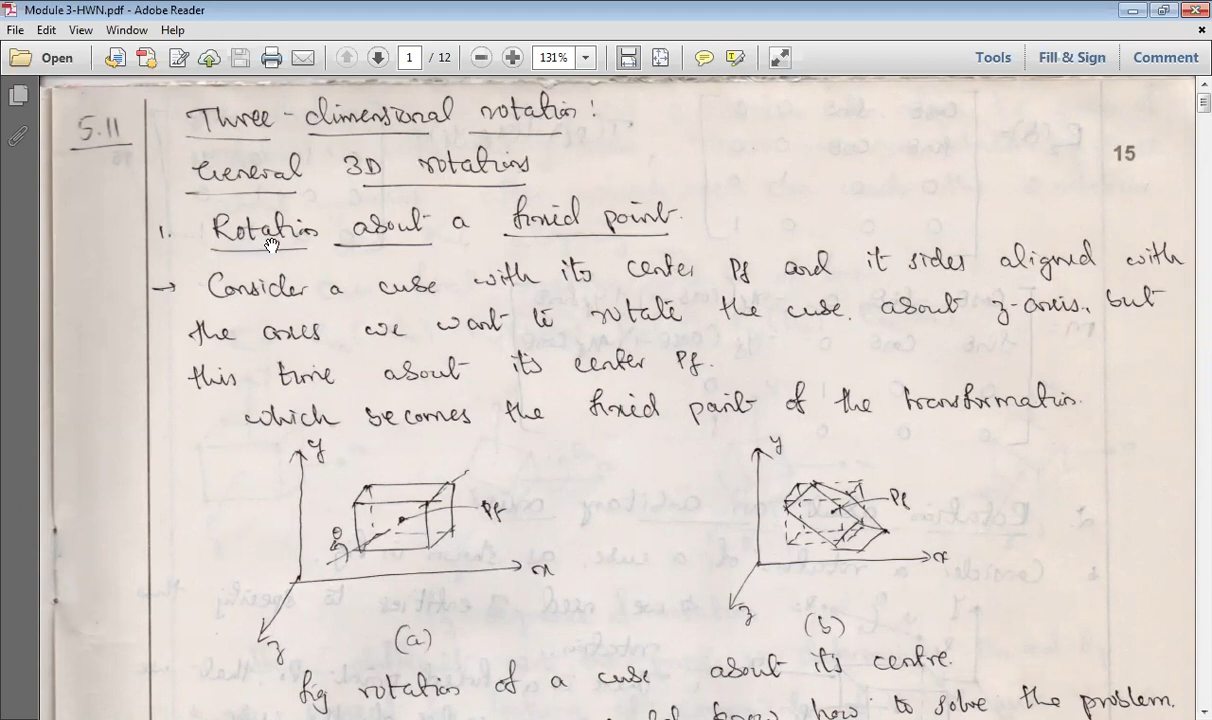 Module 3-HWN.pdf - Adobe Reader
File Edit View Window Help
Open 1 / 12 131% Tools Fill & Sign Comment
15
5.11 Three-dimensional rotation:
General 3D rotations
1. Rotation about a fixed point.
→ Consider a cube with its center Pf and it sides aligned with
the axes we want to rotate the cube. about z-axis, but
this time about its center Pf.
which becomes the fixed point of the transformation.
y
Pf
θ
x
z
(a)
y
Pf
x
z
(b)
fig rotation of a cube about its centre.
how to solve the problem.